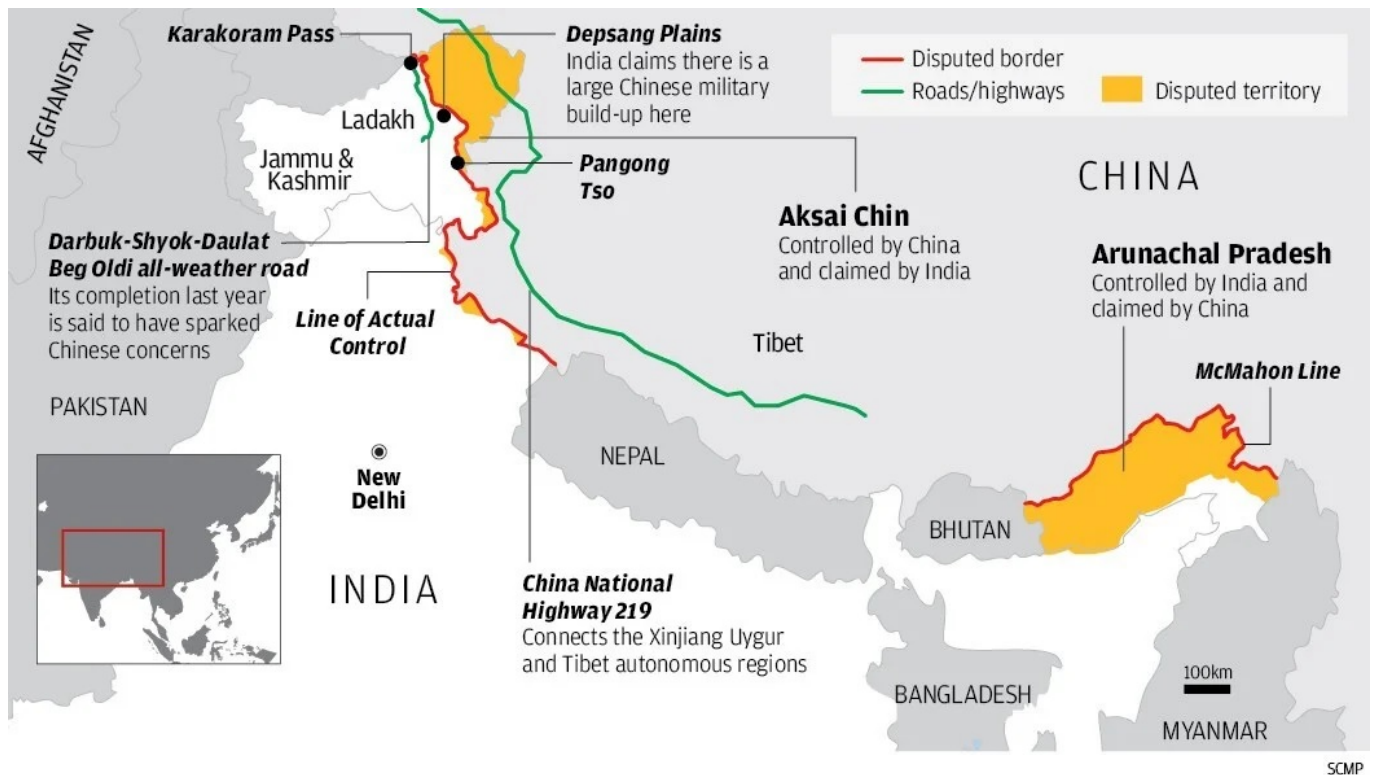 AFGHANISTAN
Karakoram Pass
Depsang Plains
India claims there is a
large Chinese military
build-up here
Disputed border
Roads/highways
Disputed territory
Ladakh
Jammu &
Kashmir
Pangong
Tso
CHINA
Aksai Chin
Controlled by China
and claimed by India
Arunachal Pradesh
Controlled by India and
claimed by China
Darbuk-Shyok-Daulat
Beg Oldi all-weather road
Its completion last year
is said to have sparked
Chinese concerns
Line of Actual
Control
Tibet
McMahon Line
PAKISTAN
New
Delhi
NEPAL
BHUTAN
INDIA
China National
Highway 219
Connects the Xinjiang Uygur
and Tibet autonomous regions
BANGLADESH
100km
MYANMAR
SCMP